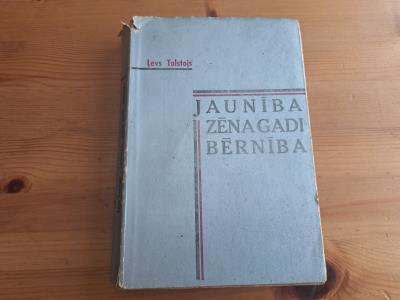 Levs Tolstojs
JAUNĪBA
ZĒNA GADI
BĒRNĪBA